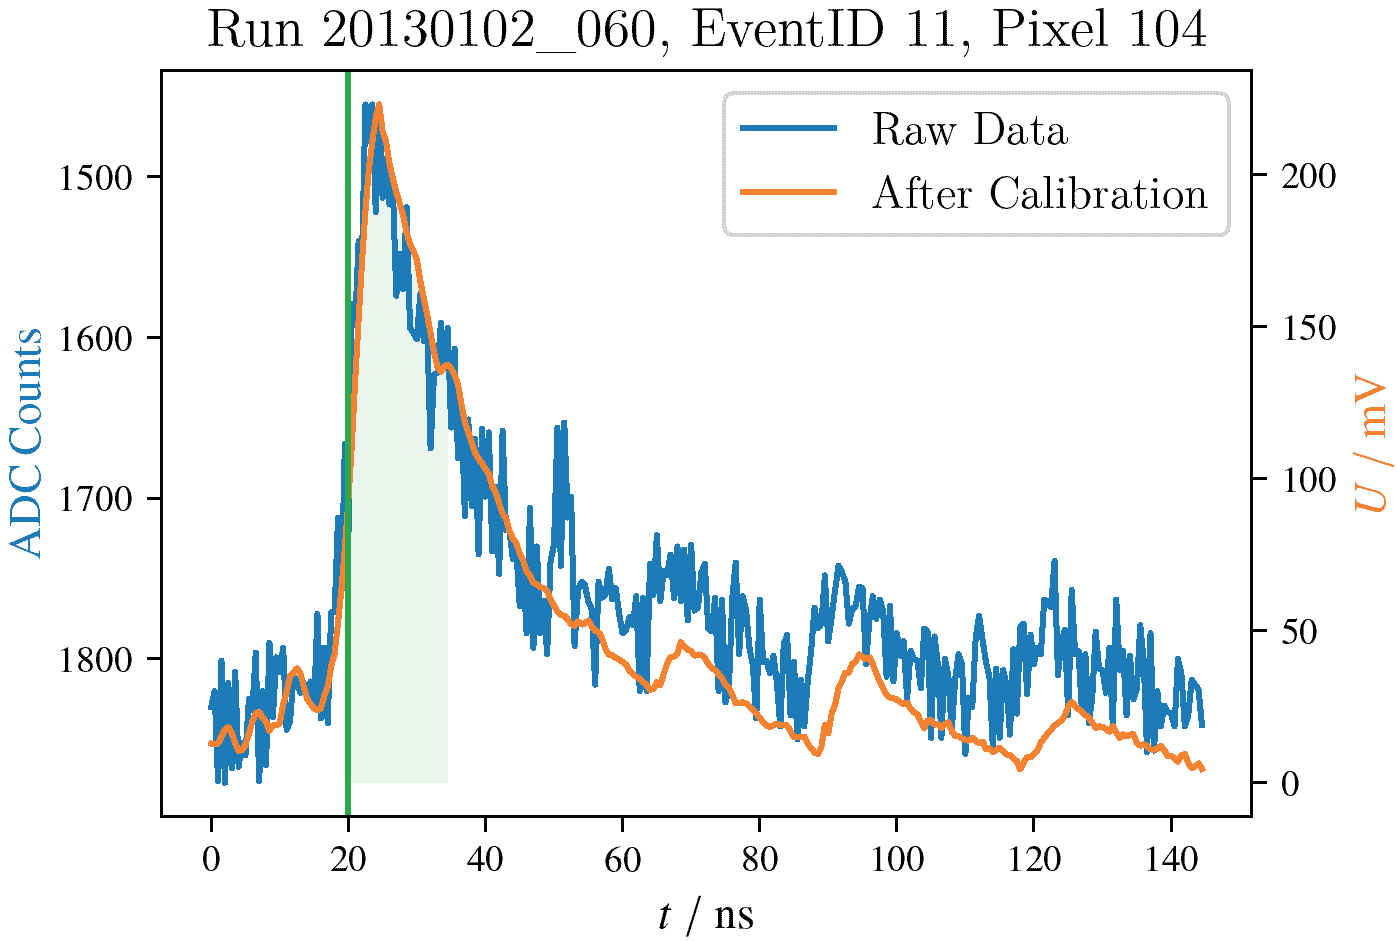 Run 20130102_060, EventID 11, Pixel 104
Raw Data
After Calibration
ADC Counts
1500
1600
1700
1800
200
150
100
50
0
U / mV
0 20 40 60 80 100 120 140
t / ns